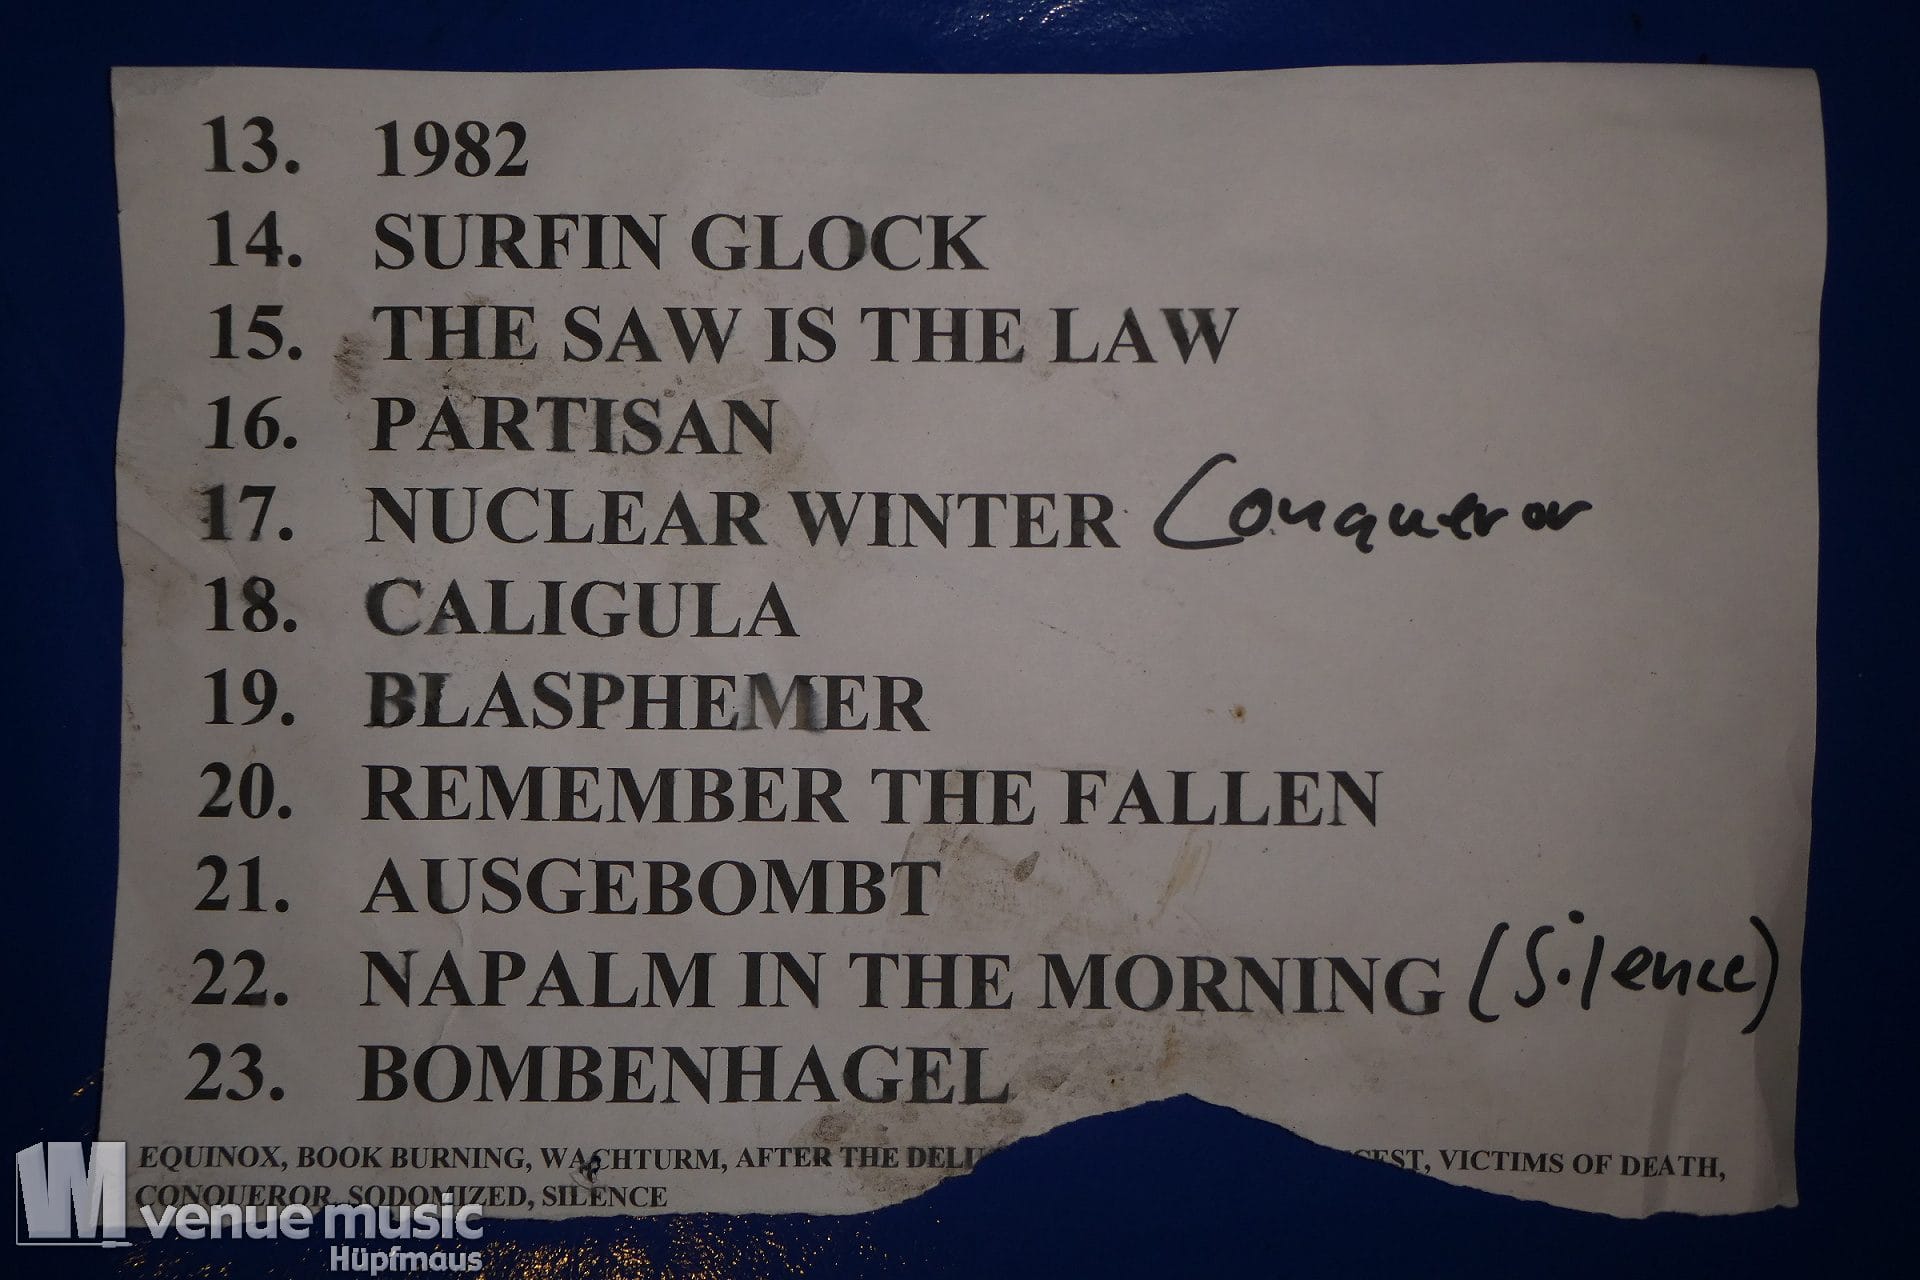 13. 1982
14. SURFIN GLOCK
15. THE SAW IS THE LAW
16. PARTISAN
17. NUCLEAR WINTER Conqueror
18. CALIGULA
19. BLASPHEMER
20. REMEMBER THE FALLEN
21. AUSGEBOMBT
22. NAPALM IN THE MORNING (Silence)
23. BOMBENHAGEL
EQUINOX, BOOK BURNING, WACHTURM, AFTER THE VICTIMS OF DEATH,
CONQUEROR, SODOMIZED, SILENCE
venue music
Hüpfmaus